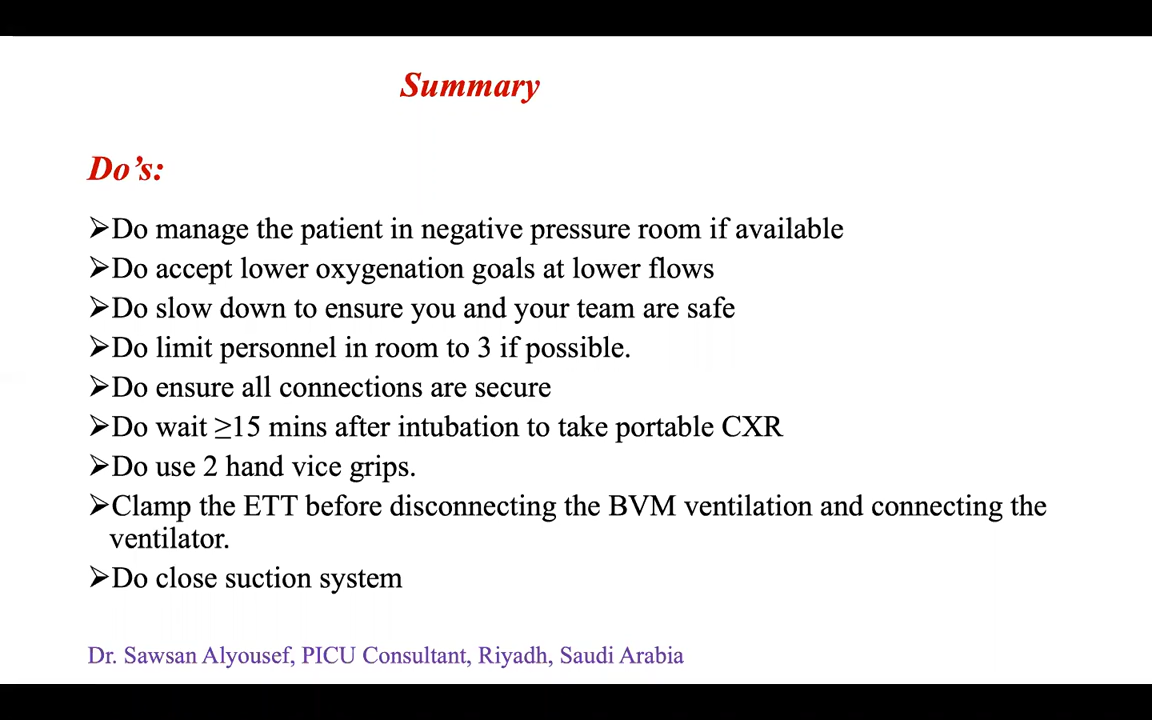 Summary
Do’s:
➢Do manage the patient in negative pressure room if available
➢Do accept lower oxygenation goals at lower flows
➢Do slow down to ensure you and your team are safe
➢Do limit personnel in room to 3 if possible.
➢Do ensure all connections are secure
➢Do wait ≥15 mins after intubation to take portable CXR
➢Do use 2 hand vice grips.
➢Clamp the ETT before disconnecting the BVM ventilation and connecting the
ventilator.
➢Do close suction system
Dr. Sawsan Alyousef, PICU Consultant, Riyadh, Saudi Arabia